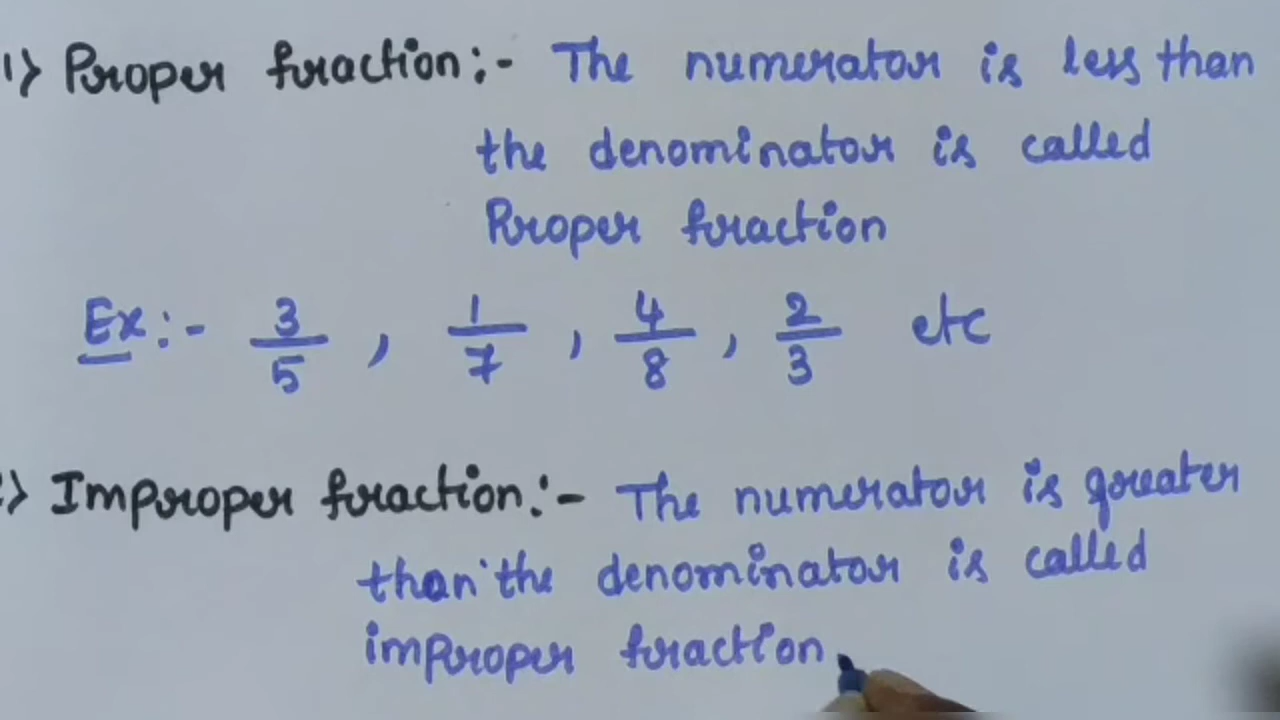 1) Proper fraction:- The numerator is less than
the denominator is called
Proper fraction
Ex:- 3/5 , 1/7 , 4/8 , 2/3 etc
) Improper fraction:- The numerator is greater
than the denominator is called
improper fraction